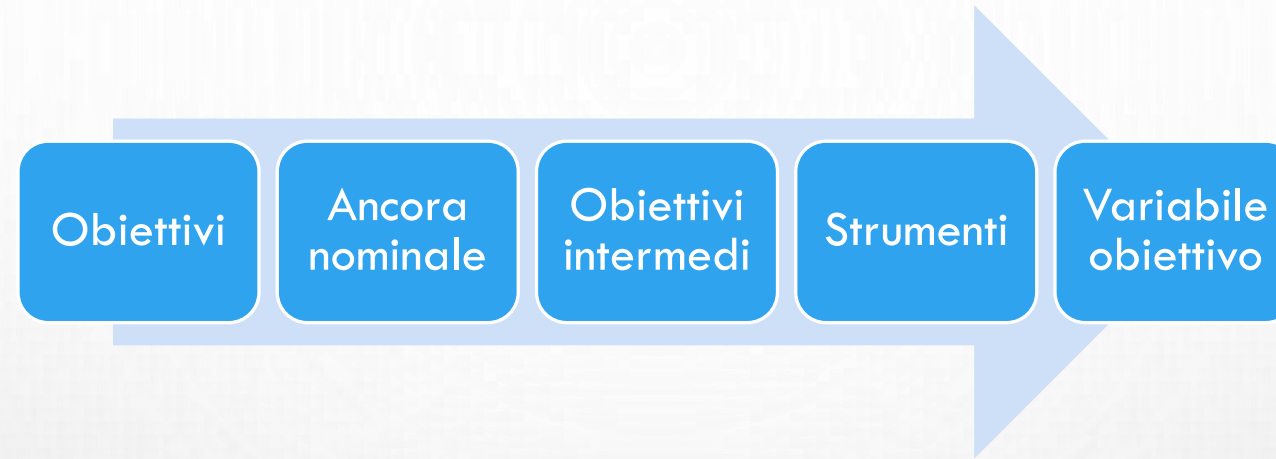 Obiettivi
Ancora
nominale
Obiettivi
intermedi
Strumenti
Variabile
obiettivo